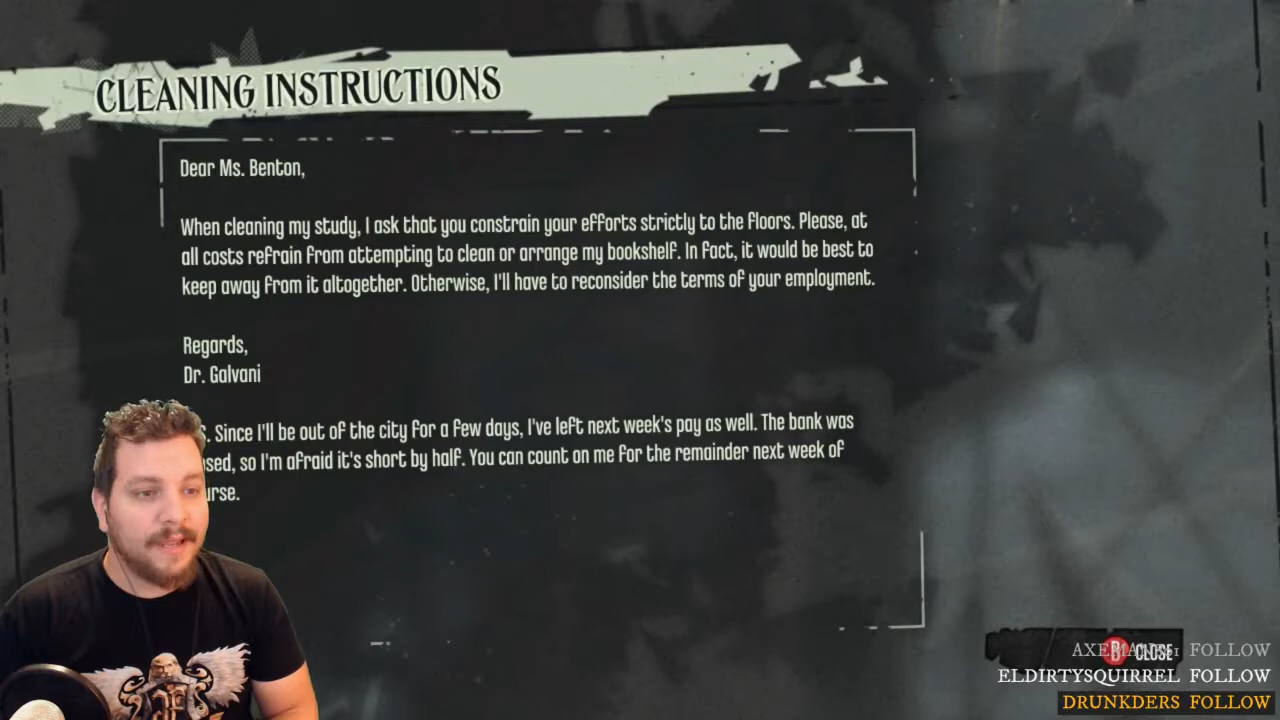 CLEANING INSTRUCTIONS
Dear Ms. Benton,
When cleaning my study, I ask that you constrain your efforts strictly to the floors. Please, at
all costs refrain from attempting to clean or arrange my bookshelf. In fact, it would be best to
keep away from it altogether. Otherwise, I'll have to reconsider the terms of your employment.
Regards,
Dr. Galvani
Since I'll be out of the city for a few days, I've left next week's pay as well. The bank was
so I'm afraid it's short by half. You can count on me for the remainder next week of
B CLOSE
FOLLOW
ELDIRTYSQUIRREL FOLLOW
DRUNKDERS FOLLOW